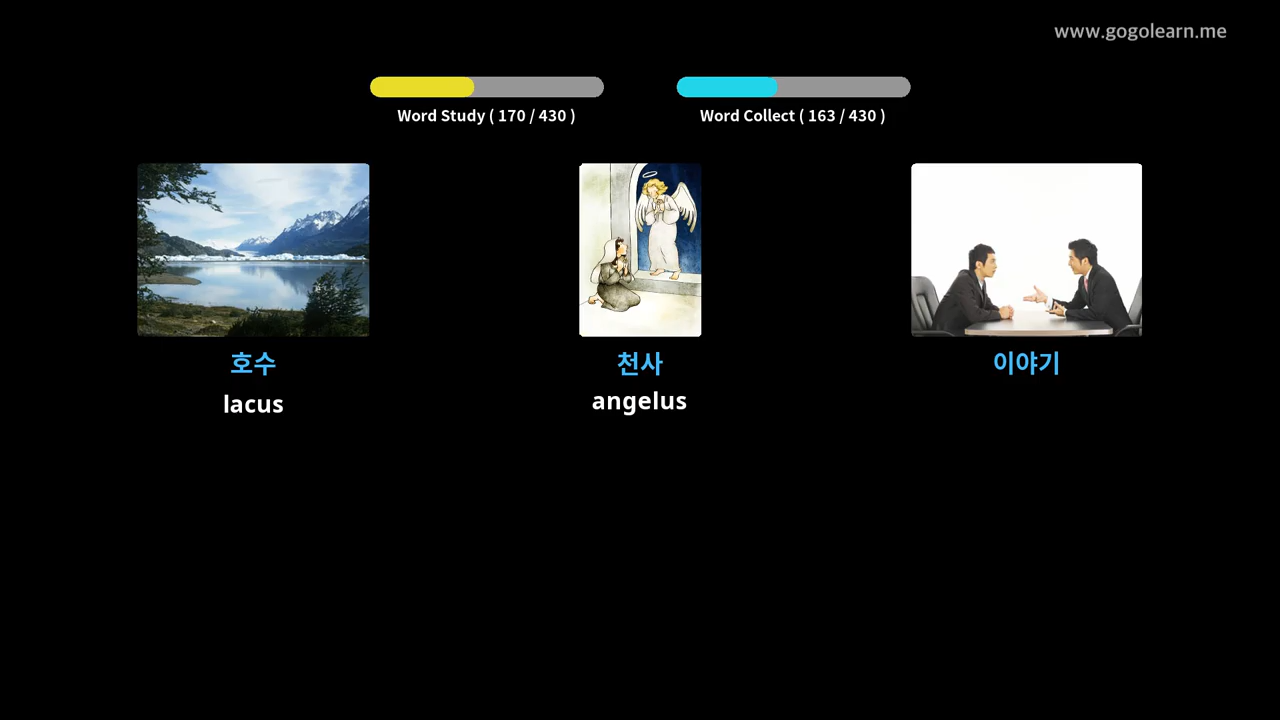 www.gogolearn.me
Word Study ( 170 / 430 )
Word Collect ( 163 / 430 )
호수
천사
이야기
lacus
angelus